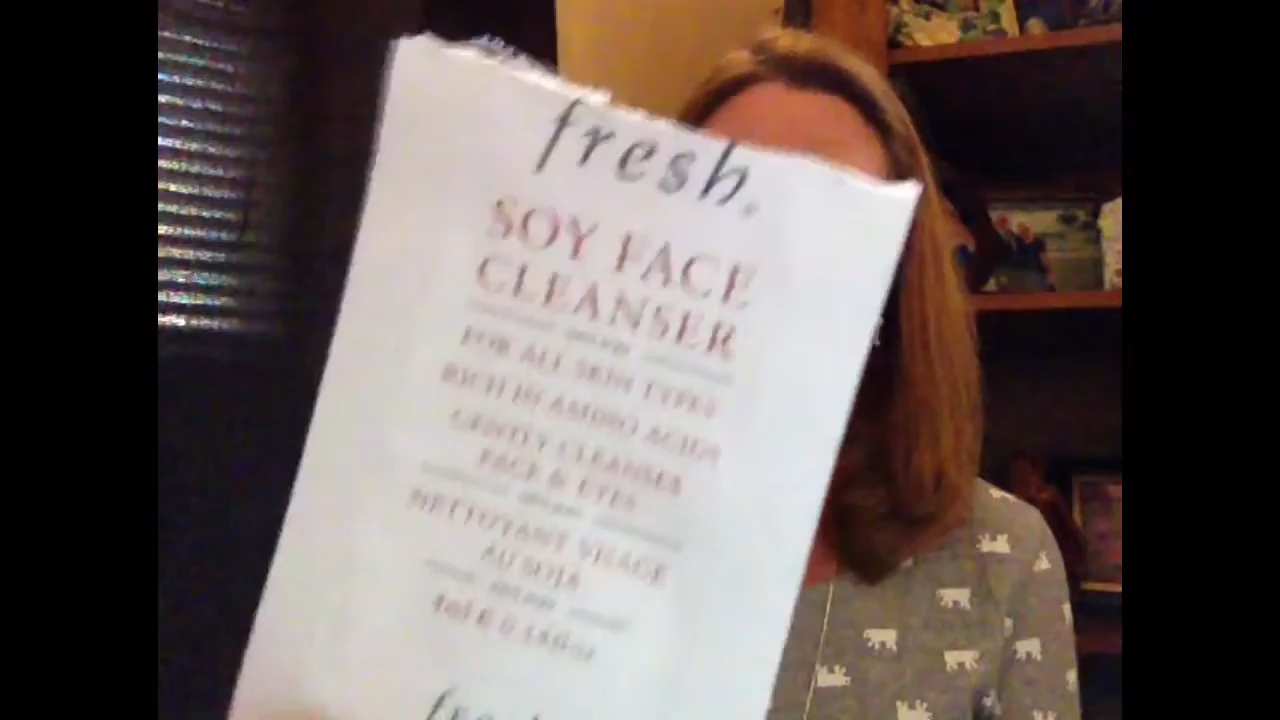 fresh.
SOY FACE
CLEANSER
FOR ALL SKIN TYPES
RICH IN AMINO ACIDS
GENTLY CLEANSES
FACE & EYES
NETTOYANT VISAGE
AU SOJA
fresh